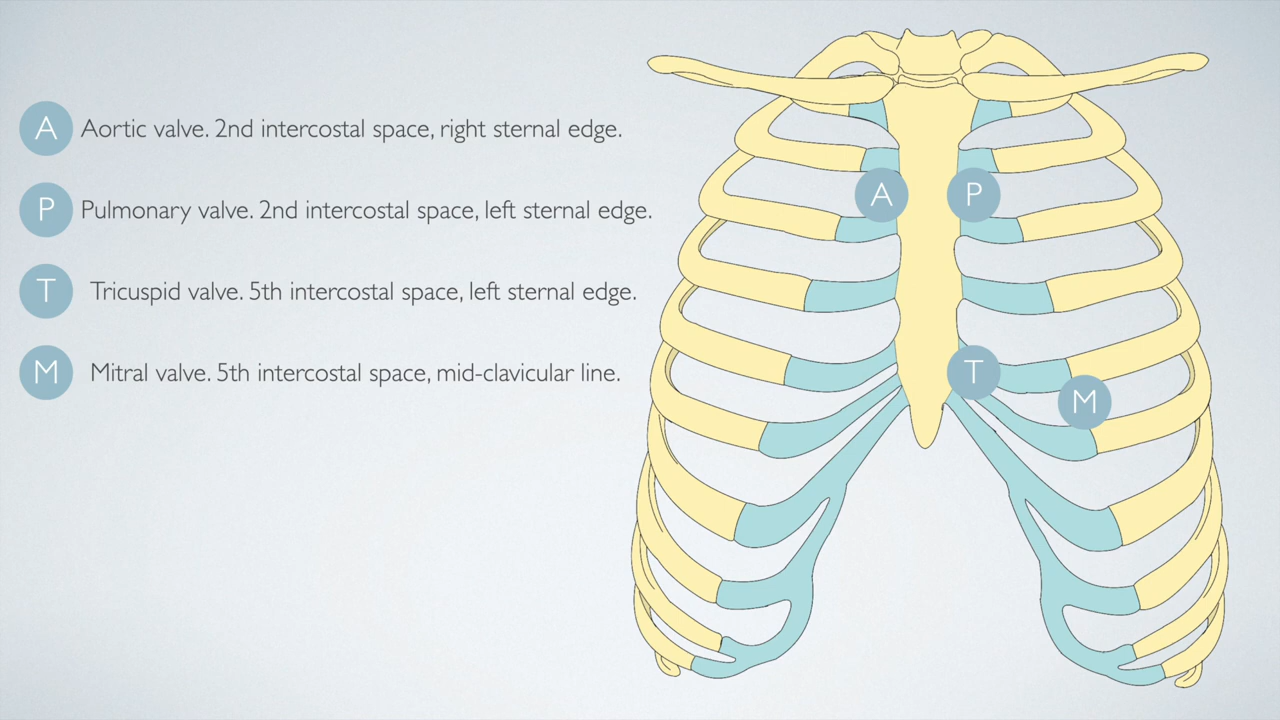 A Aortic valve. 2nd intercostal space, right sternal edge.
P Pulmonary valve. 2nd intercostal space, left sternal edge.
T Tricuspid valve. 5th intercostal space, left sternal edge.
M Mitral valve. 5th intercostal space, mid-clavicular line.
A P
T
M